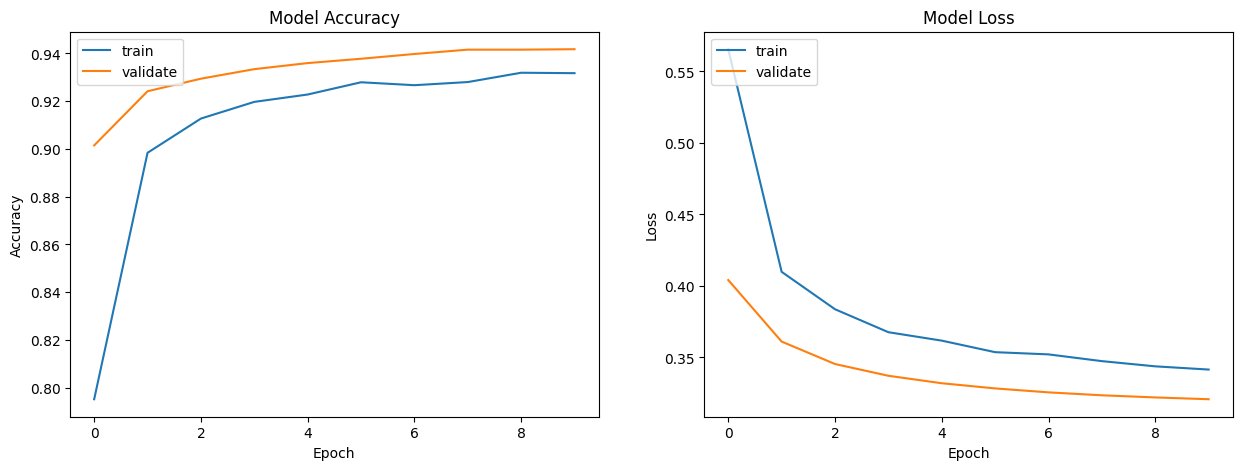 Model Accuracy
train
validate
0.94
0.92
0.90
0.88
0.86
0.84
0.82
0.80
Accuracy
0
2
4
6
8
Epoch
Model Loss
train
validate
0.55
0.50
0.45
0.40
0.35
Loss
0
2
4
6
8
Epoch